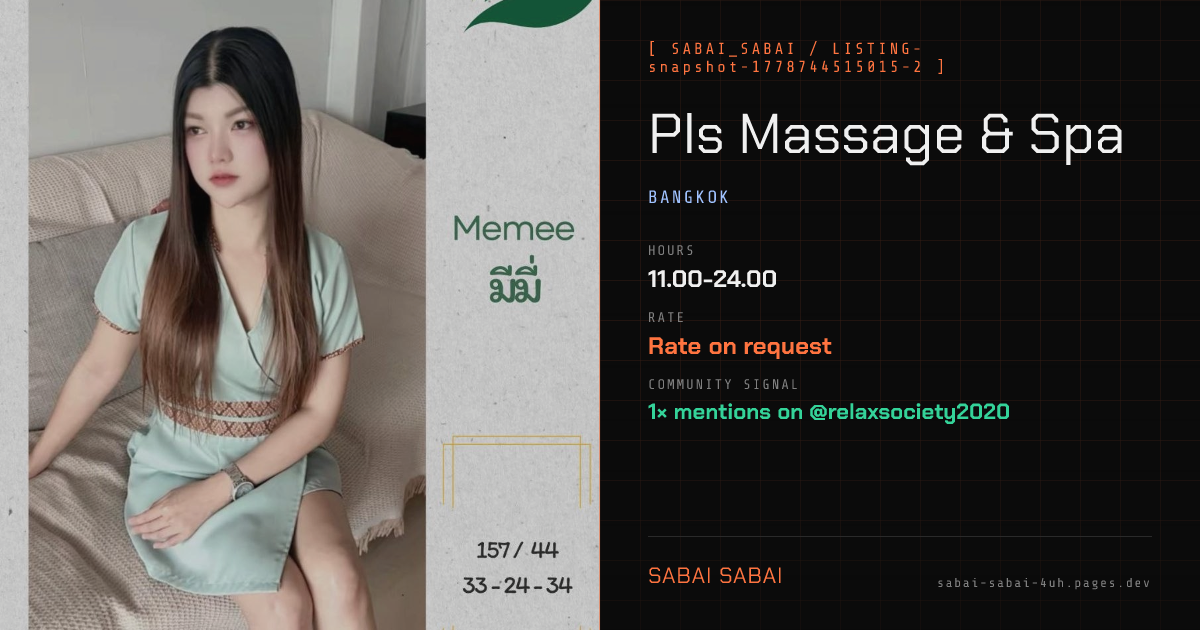 Memee
มีมี่
157 / 44
33 - 24 - 34
[ SABAI_SABAI / LISTING-
snapshot-1778744515015-2 ]
Pls Massage & Spa
BANGKOK
HOURS
11.00-24.00
RATE
Rate on request
COMMUNITY SIGNAL
1× mentions on @relaxsociety2020
SABAI SABAI
sabai-sabai-4uh.pages.dev